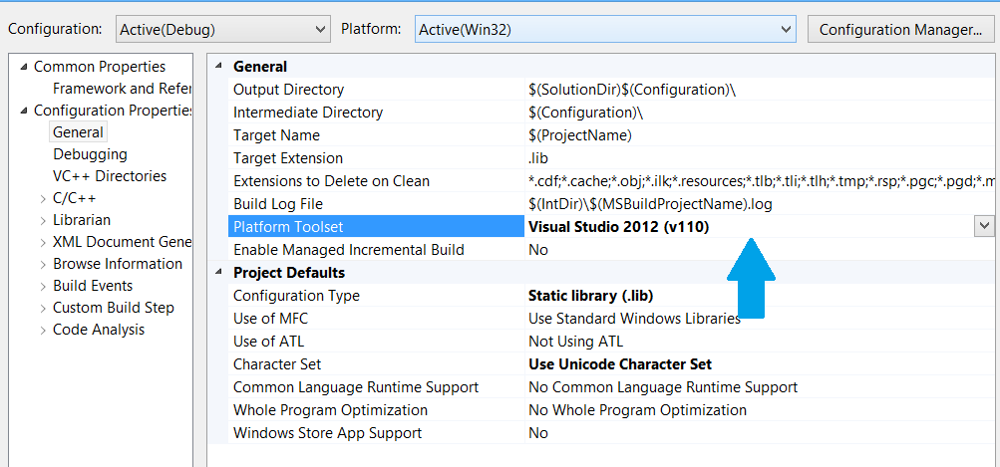 Configuration: Active(Debug) Platform: Active(Win32) Configuration Manager...
Common Properties
Framework and Refer
Configuration Properties
General
Debugging
VC++ Directories
C/C++
Librarian
XML Document Gene
Browse Information
Build Events
Custom Build Step
Code Analysis
General
Output Directory $(SolutionDir)$(Configuration)\
Intermediate Directory $(Configuration)\
Target Name $(ProjectName)
Target Extension .lib
Extensions to Delete on Clean *.cdf;*.cache;*.obj;*.ilk;*.resources;*.tlb;*.tli;*.tlh;*.tmp;*.rsp;*.pgc;*.pgd;*.m
Build Log File $(IntDir)\$(MSBuildProjectName).log
Platform Toolset Visual Studio 2012 (v110)
Enable Managed Incremental Build No
Project Defaults
Configuration Type Static library (.lib)
Use of MFC Use Standard Windows Libraries
Use of ATL Not Using ATL
Character Set Use Unicode Character Set
Common Language Runtime Support No Common Language Runtime Support
Whole Program Optimization No Whole Program Optimization
Windows Store App Support No